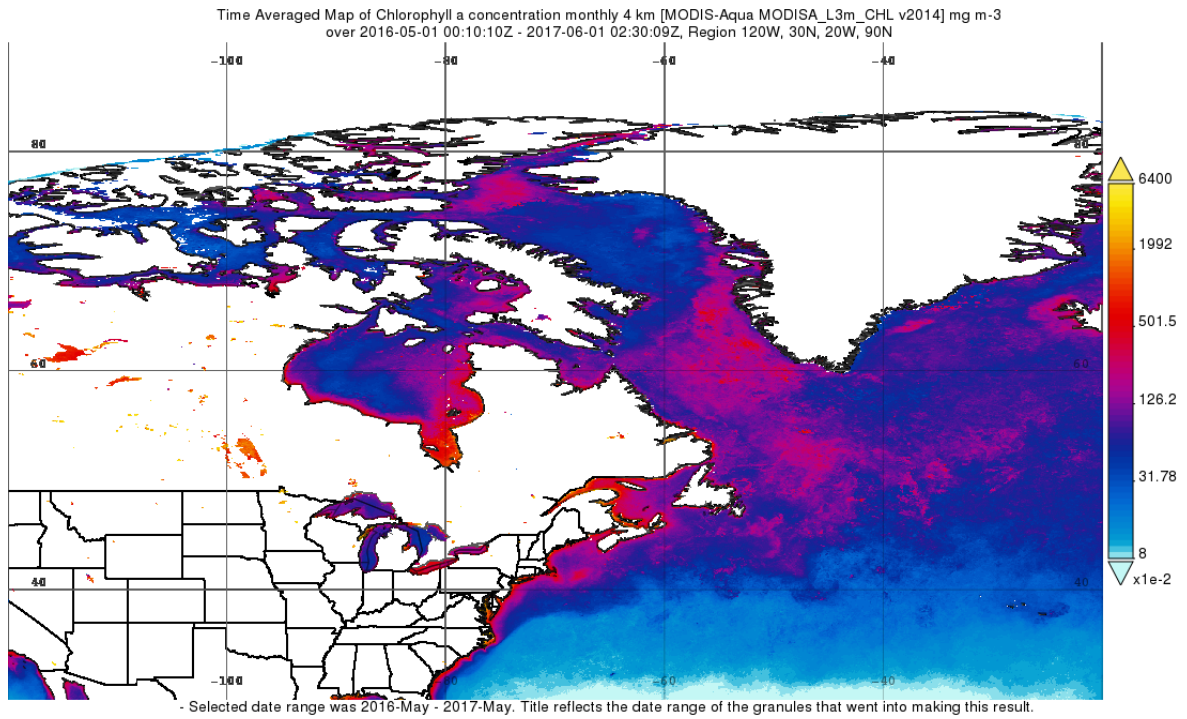 Time Averaged Map of Chlorophyll a concentration monthly 4 km [MODIS-Aqua MODISA_L3m_CHL v2014] mg m-3
over 2016-05-01 00:10:10Z - 2017-06-01 02:30:09Z, Region 120W, 30N, 20W, 90N
-100 -80 -60 -40
80 80
6400
1992
501.5
60 60
126.2
31.78
8
x1e-2
40 40
-100 -80 -60 -40
- Selected date range was 2016-May - 2017-May. Title reflects the date range of the granules that went into making this result.